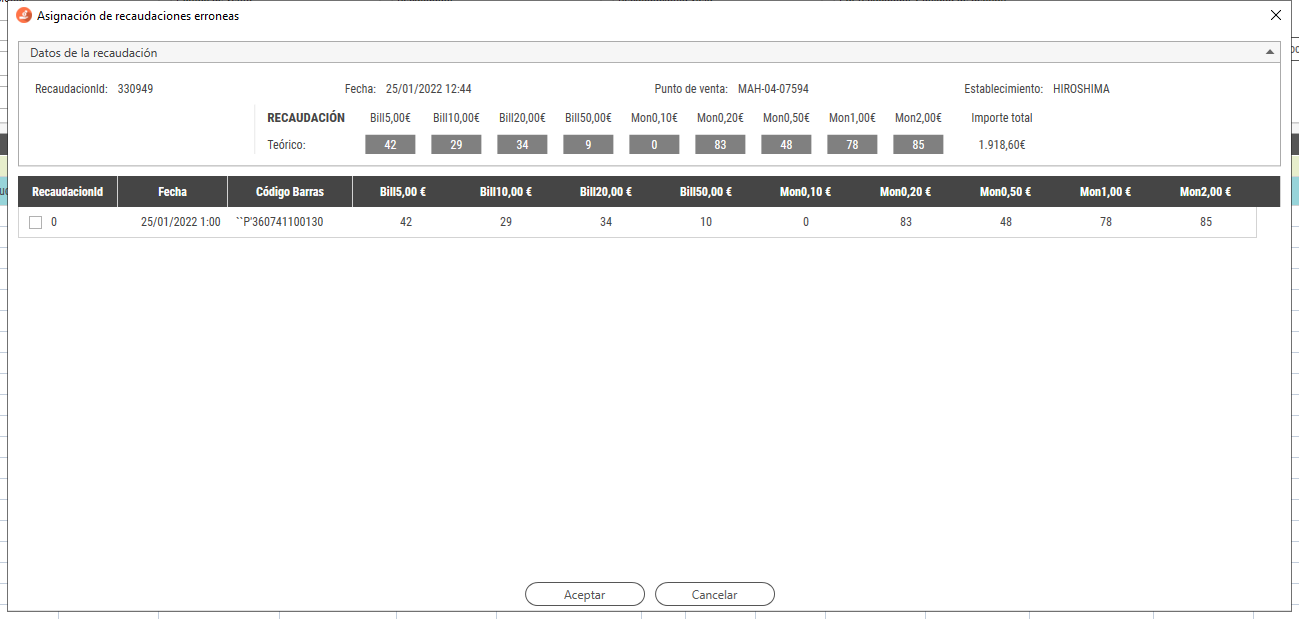 Asignación de recaudaciones erroneas
Datos de la recaudación
RecaudacionId: 330949 Fecha: 25/01/2022 12:44 Punto de venta: MAH-04-07594 Establecimiento: HIROSHIMA
RECAUDACIÓN Bill5,00€ Bill10,00€ Bill20,00€ Bill50,00€ Mon0,10€ Mon0,20€ Mon0,50€ Mon1,00€ Mon2,00€ Importe total
Teórico: 42 29 34 9 0 83 48 78 85 1.918,60€
RecaudacionId Fecha Código Barras Bill5,00 € Bill10,00 € Bill20,00 € Bill50,00 € Mon0,10 € Mon0,20 € Mon0,50 € Mon1,00 € Mon2,00 €
0 25/01/2022 1:00 ``P'360741100130 42 29 34 10 0 83 48 78 85
Aceptar Cancelar